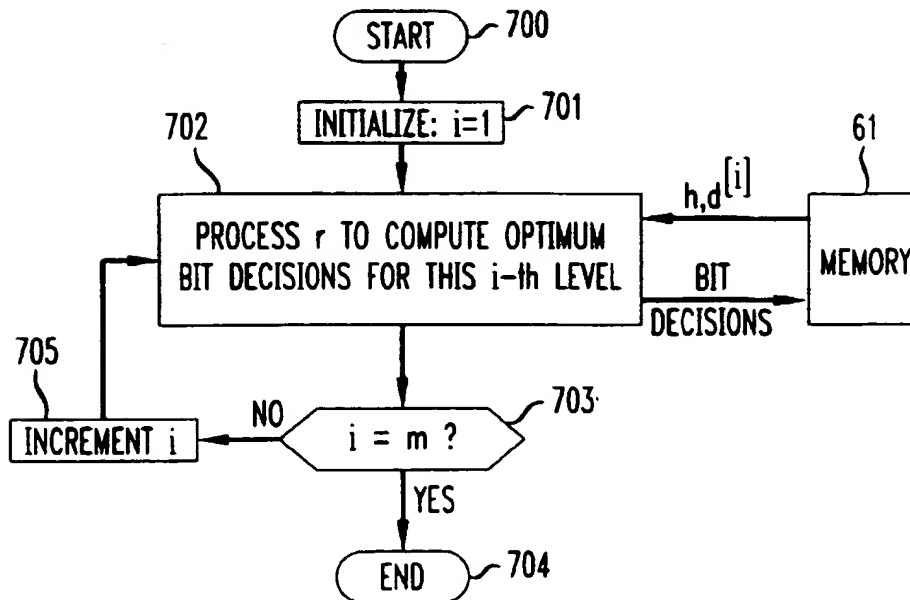 START
700
INITIALIZE: i=1
701
702
61
h,d[i]
PROCESS r TO COMPUTE OPTIMUM
BIT DECISIONS FOR THIS i-th LEVEL
MEMORY
BIT
DECISIONS
705
INCREMENT i
NO
i = m ?
703
YES
END
704